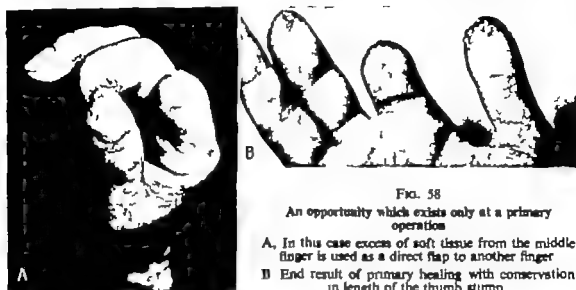 A
B
FIG. 58
An opportunity which exists only at a primary
operation
A, In this case excess of soft tissue from the middle
finger is used as a direct flap to another finger
B End result of primary healing with conservation
in length of the thumb stump